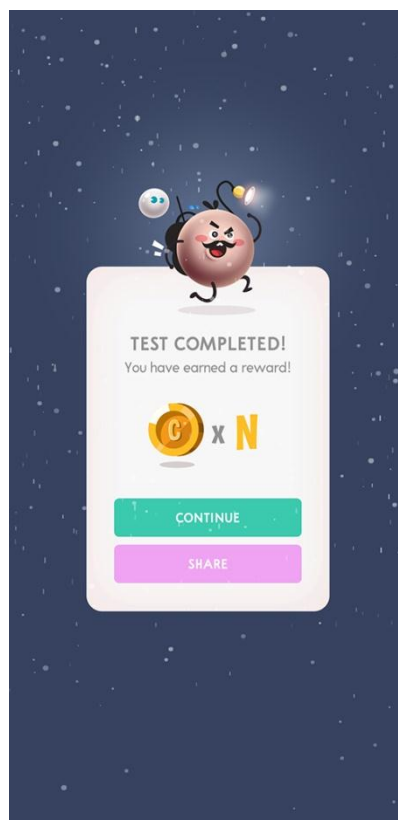 TEST COMPLETED!
You have earned a reward!
C x N
CONTINUE
SHARE